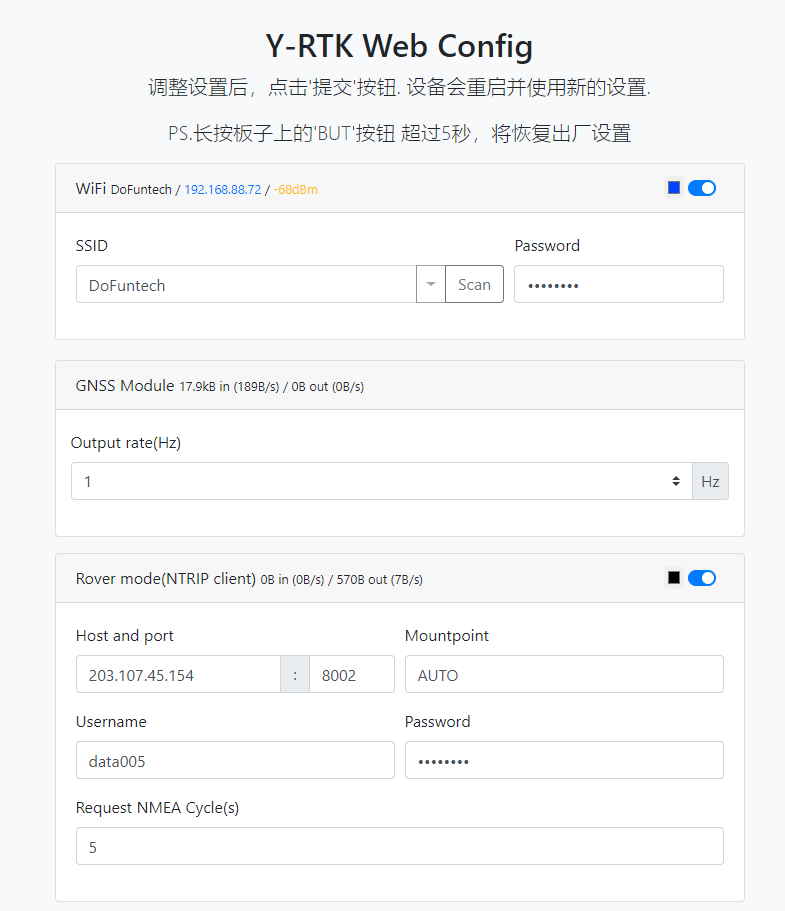 Y-RTK Web Config
调整设置后，点击'提交'按钮. 设备会重启并使用新的设置.
PS.长按板子上的'BUT'按钮 超过5秒，将恢复出厂设置
WiFi DoFuntech / 192.168.88.72 / -68dBm
SSID Password
DoFuntech Scan ••••••••
GNSS Module 17.9kB in (189B/s) / 0B out (0B/s)
Output rate(Hz)
1 Hz
Rover mode(NTRIP client) 0B in (0B/s) / 570B out (7B/s)
Host and port Mountpoint
203.107.45.154 : 8002 AUTO
Username Password
data005 ••••••••
Request NMEA Cycle(s)
5